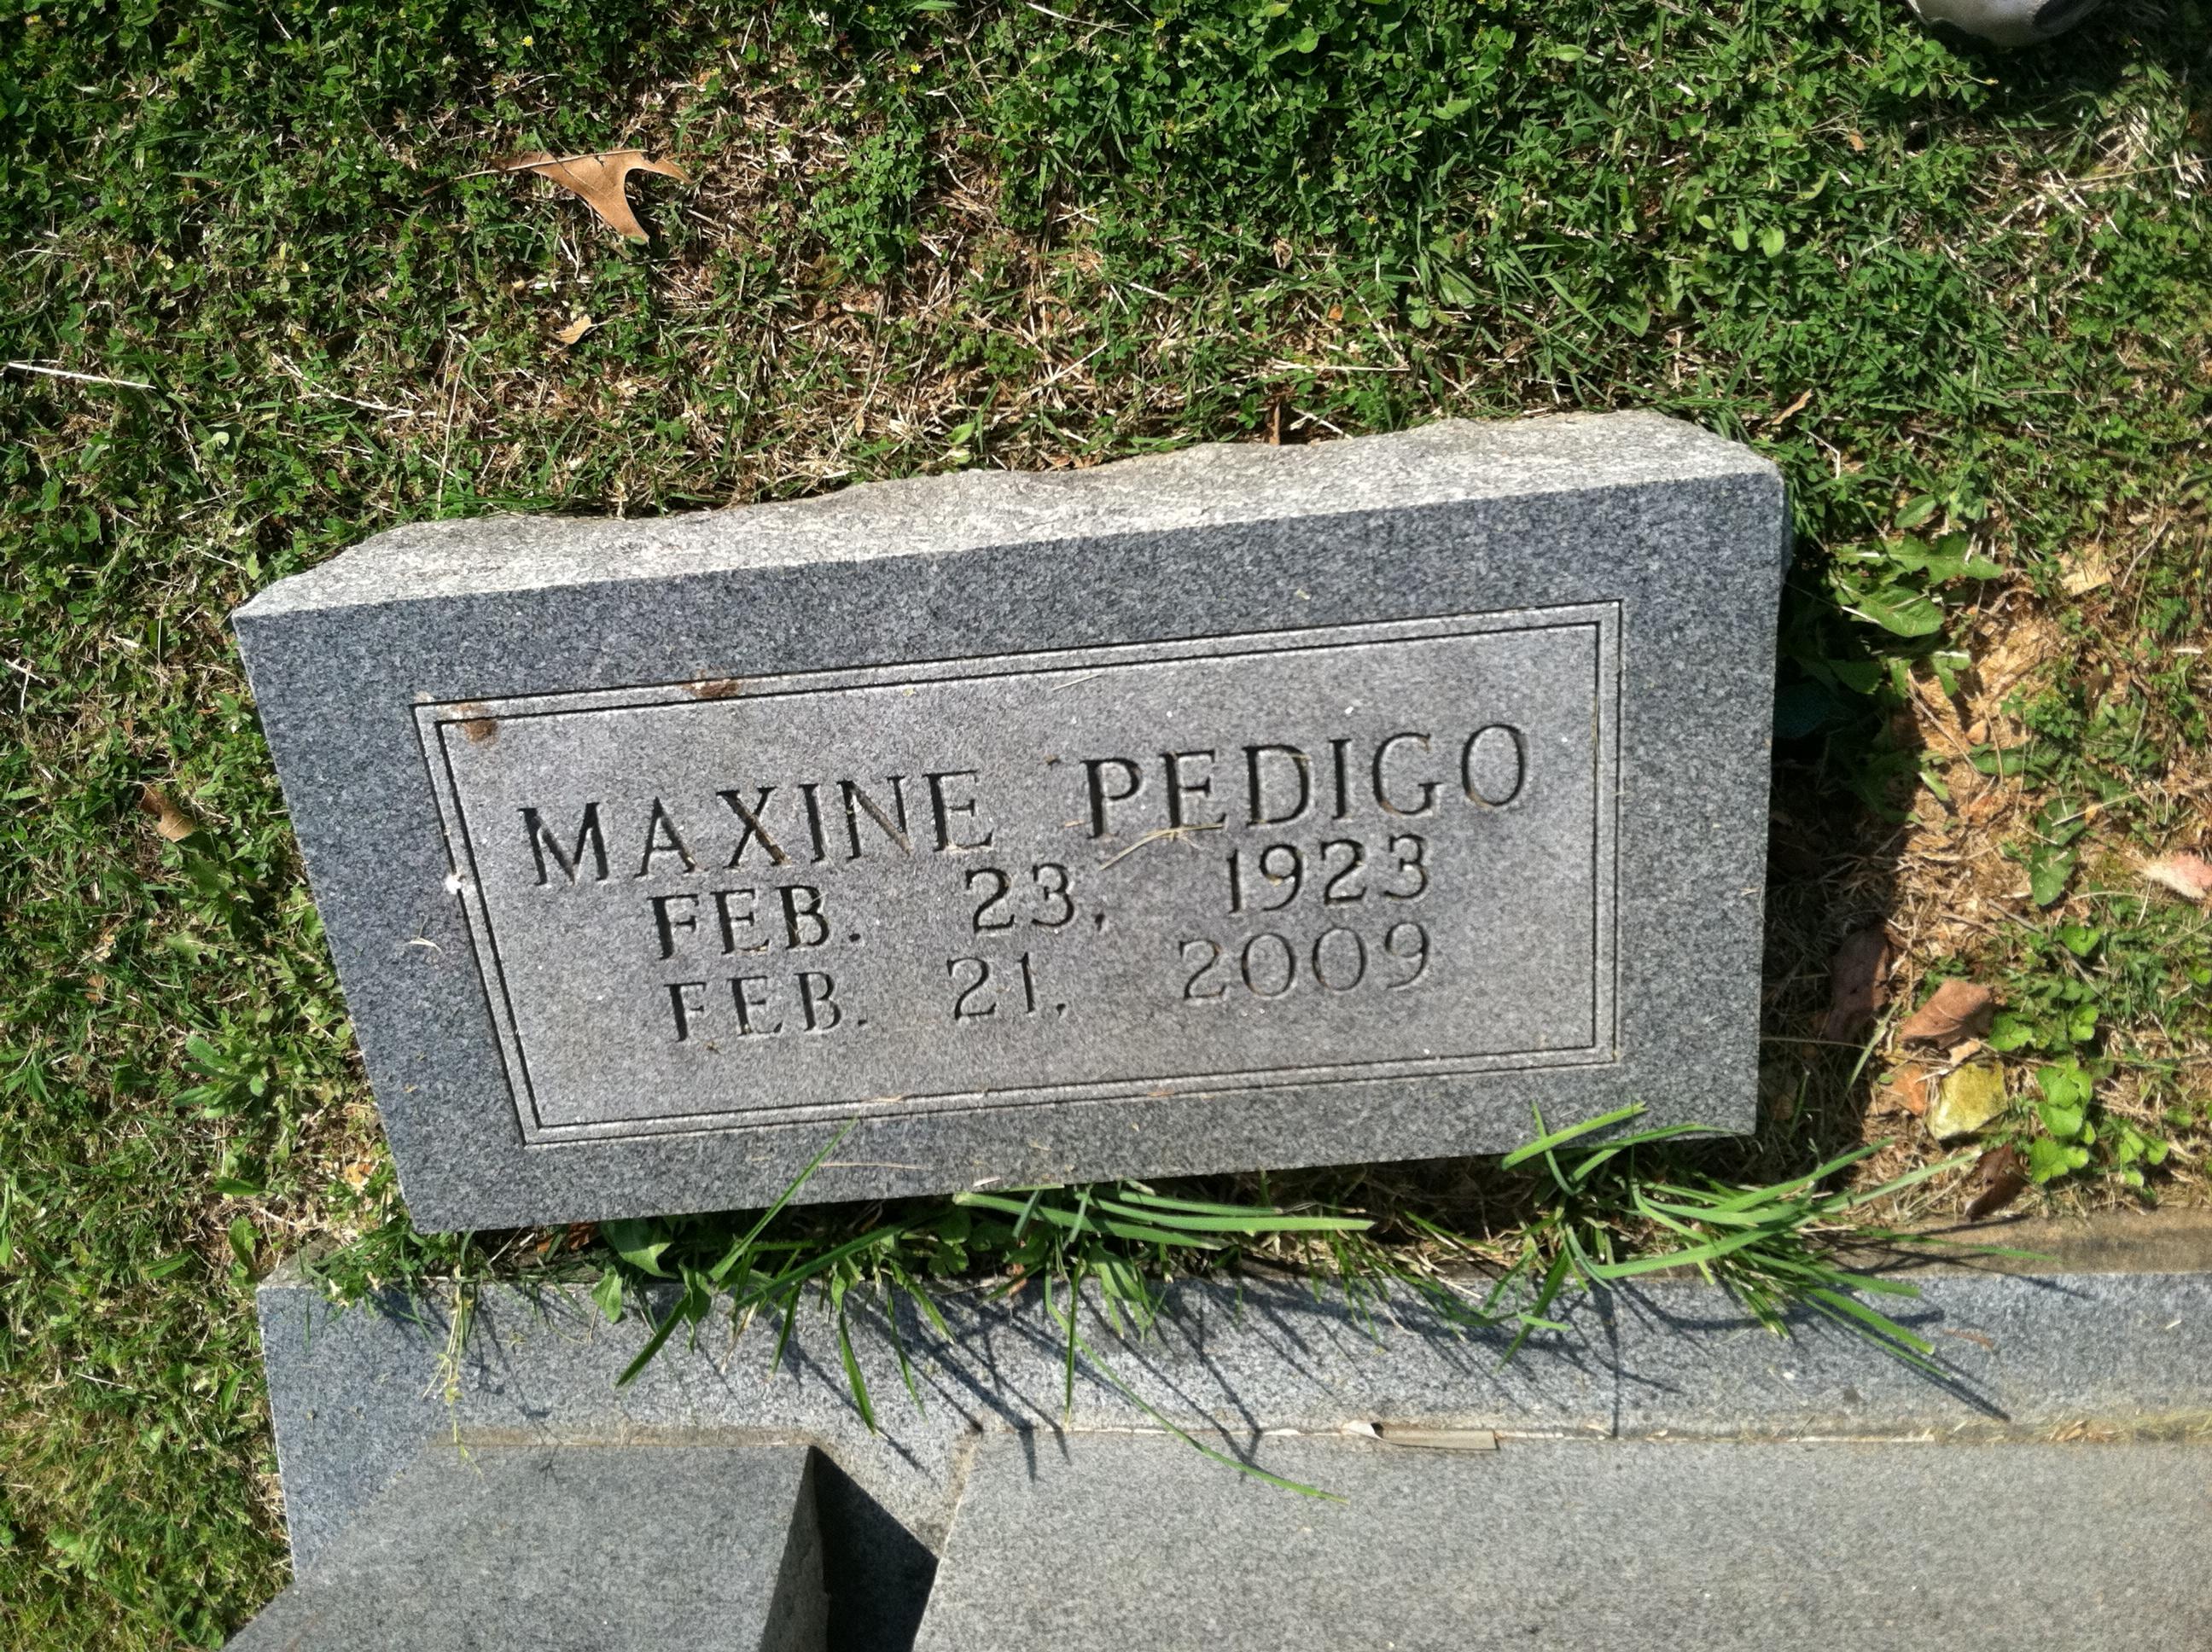 MAXINE PEDIGO
FEB. 23, 1923
FEB. 21, 2009